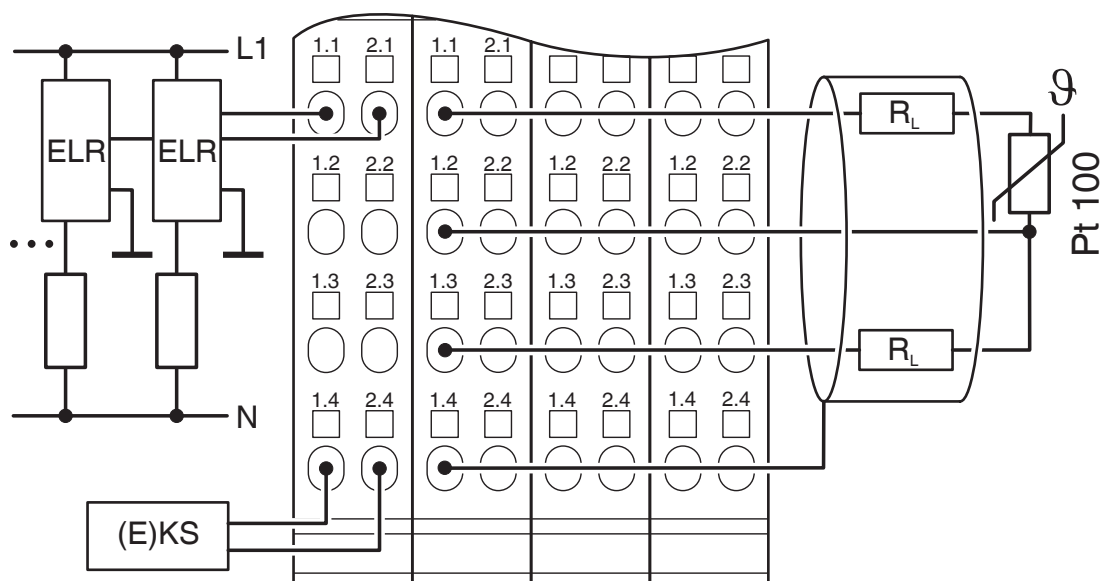 L1
1.1 2.1 1.1 2.1
ELR ELR
R_L
ϑ
1.2 2.2 1.2 2.2 1.2 2.2 1.2 2.2
Pt 100
...
1.3 2.3 1.3 2.3 1.3 2.3 1.3 2.3
R_L
1.4 2.4 1.4 2.4 1.4 2.4 1.4 2.4
N
(E)KS